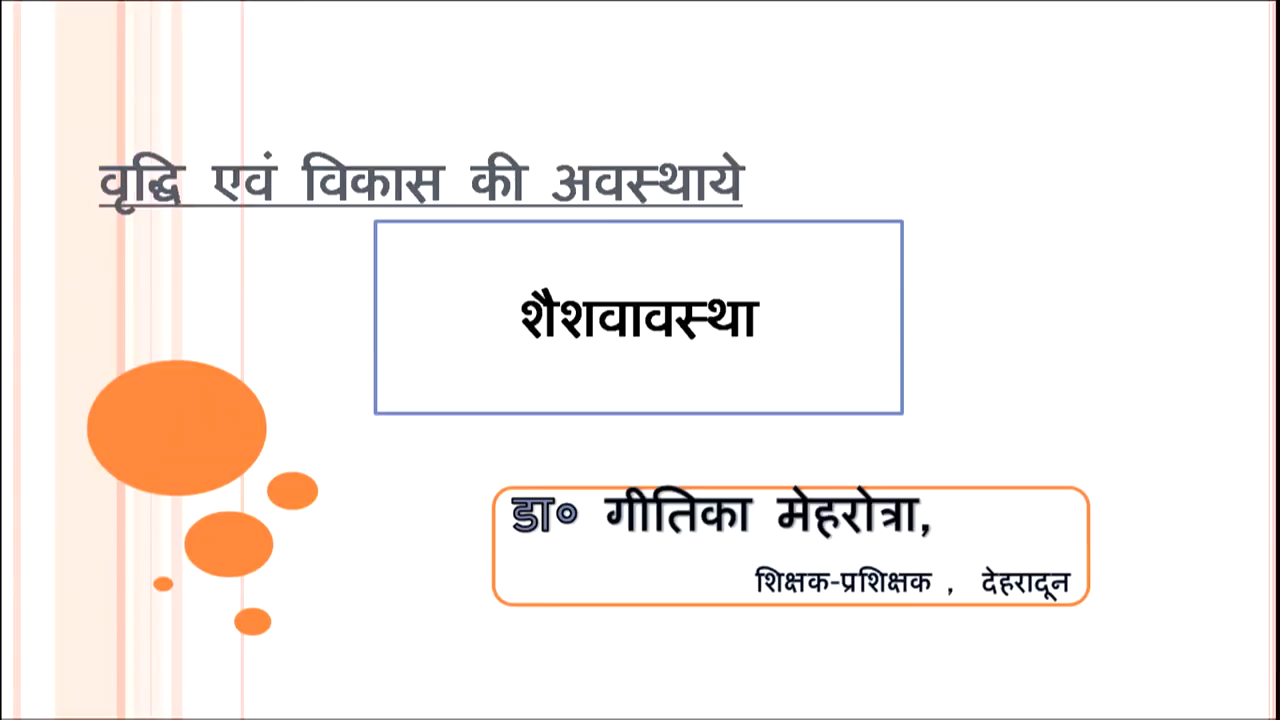 वृद्धि एवं विकास की अवस्थाये
शैशवावस्था
डा० गीतिका मेहरोत्रा,
शिक्षक-प्रशिक्षक , देहरादून